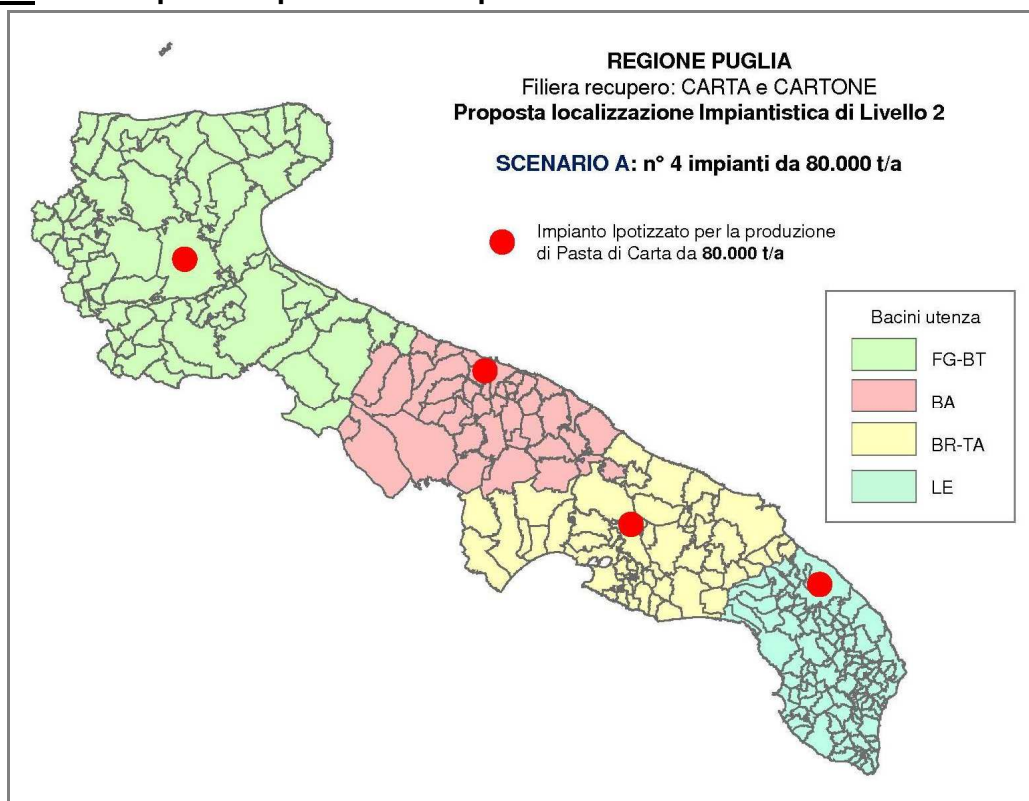 REGIONE PUGLIA
Filiera recupero: CARTA e CARTONE
Proposta localizzazione Impiantistica di Livello 2
SCENARIO A: n° 4 impianti da 80.000 t/a
Impianto Ipotizzato per la produzione
di Pasta di Carta da 80.000 t/a
Bacini utenza
FG-BT
BA
BR-TA
LE